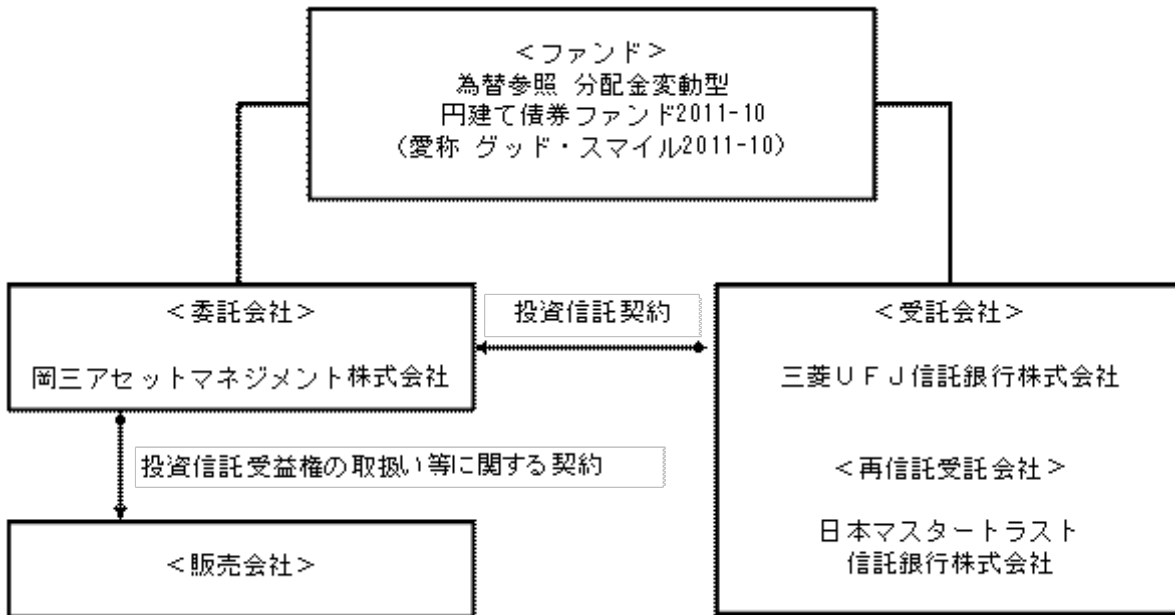 ＜ファンド＞
為替参照 分配金変動型
円建て債券ファンド2011-10
（愛称 グッド・スマイル2011-10）
＜委託会社＞
岡三アセットマネジメント株式会社
投資信託契約
＜受託会社＞
三菱ＵＦＪ信託銀行株式会社
＜再信託受託会社＞
日本マスタートラスト
信託銀行株式会社
投資信託受益権の取扱い等に関する契約
＜販売会社＞